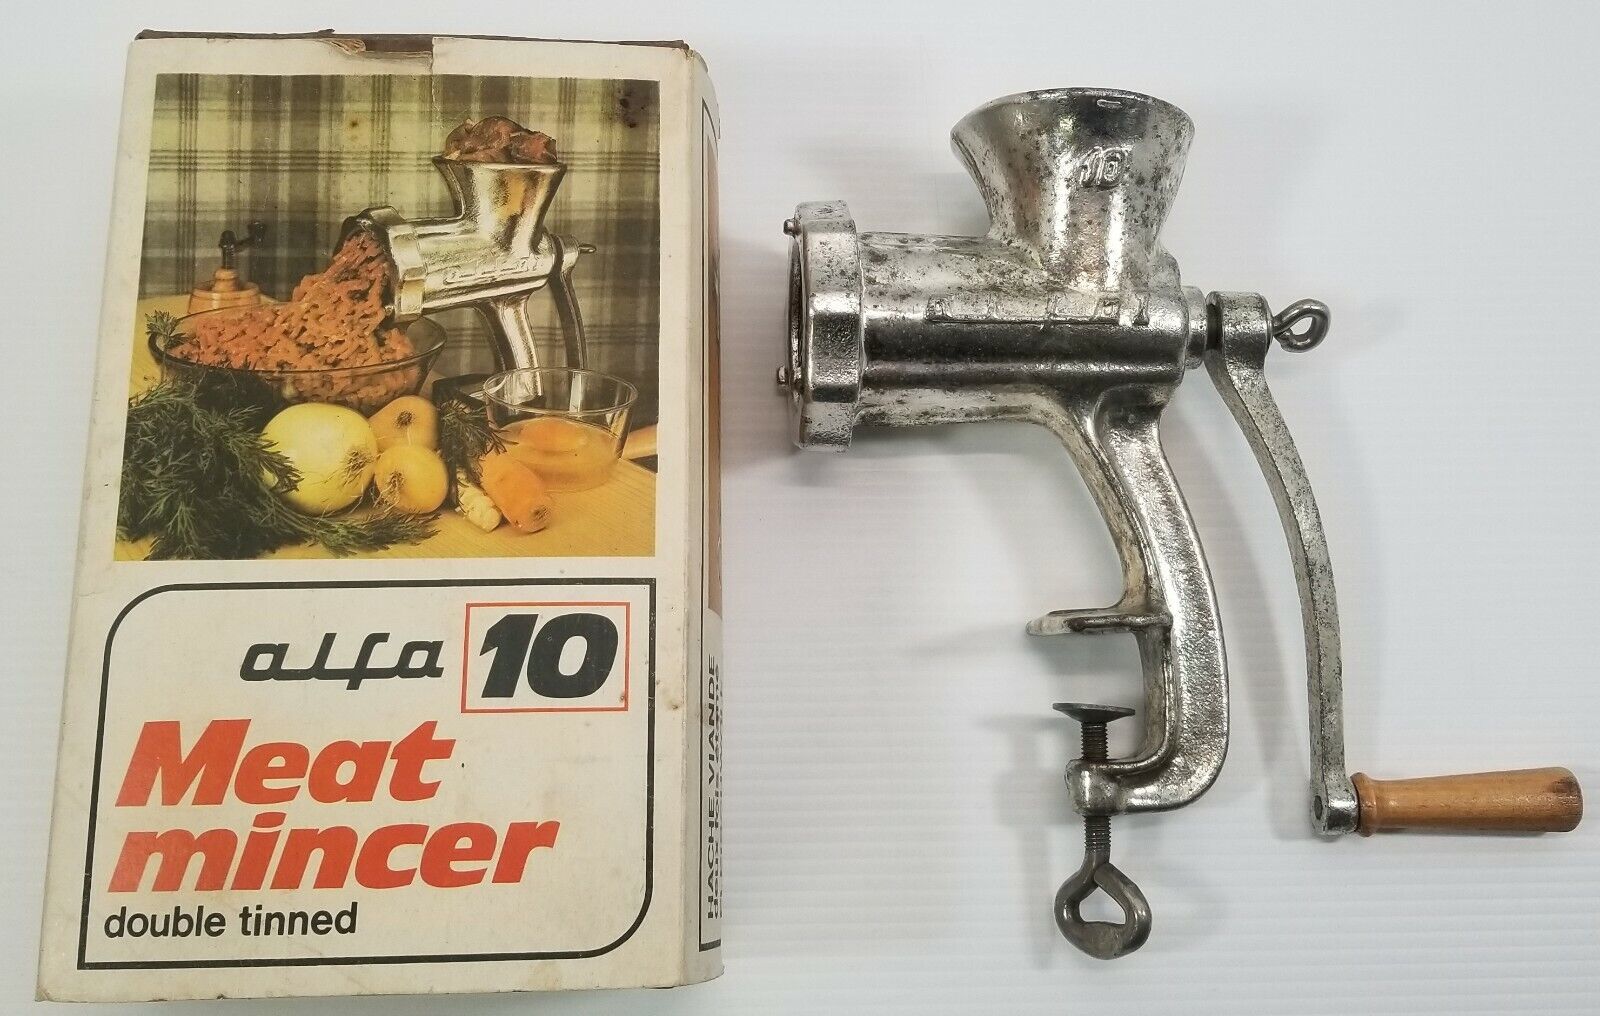 alfa 10
Meat
mincer
double tinned
HACHE VIANDE
10